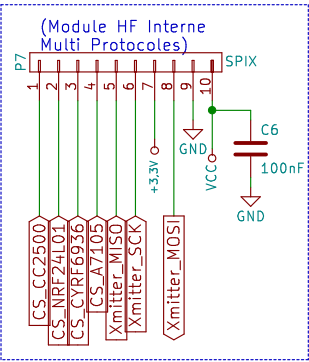 (Module HF Interne
Multi Protocoles)
P7
SPIX
1
2
3
4
5
6
7
8
9
10
C6
100nF
GND
GND
+3,3V
VCC
CS_CC2500
CS_NRF24L01
CS_CYRF6936
CS_A7105
Xmitter_MISO
Xmitter_SCK
Xmitter_MOSI